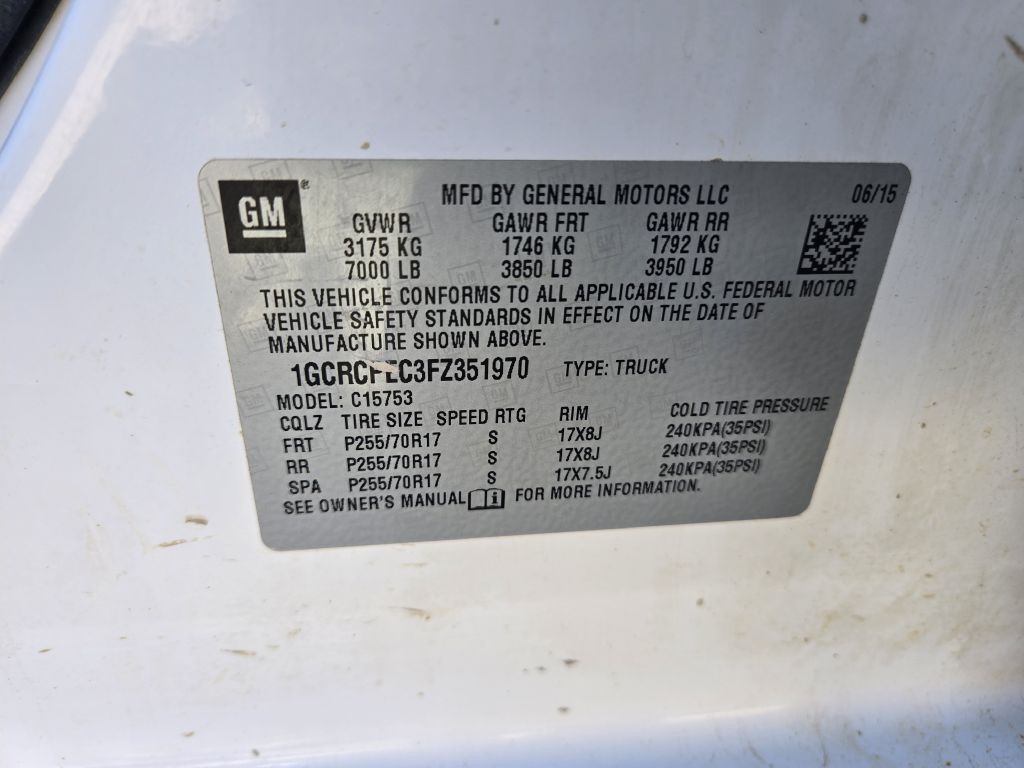 GM
MFD BY GENERAL MOTORS LLC 06/15
GVWR GAWR FRT GAWR RR
3175 KG 1746 KG 1792 KG
7000 LB 3850 LB 3950 LB
THIS VEHICLE CONFORMS TO ALL APPLICABLE U.S. FEDERAL MOTOR
VEHICLE SAFETY STANDARDS IN EFFECT ON THE DATE OF
MANUFACTURE SHOWN ABOVE.
1GCRCPEC3FZ351970 TYPE: TRUCK
MODEL: C15753
CQLZ TIRE SIZE SPEED RTG RIM COLD TIRE PRESSURE
FRT P255/70R17 S 17X8J 240KPA(35PSI)
RR P255/70R17 S 17X8J 240KPA(35PSI)
SPA P255/70R17 S 17X7.5J 240KPA(35PSI)
SEE OWNER'S MANUAL FOR MORE INFORMATION.